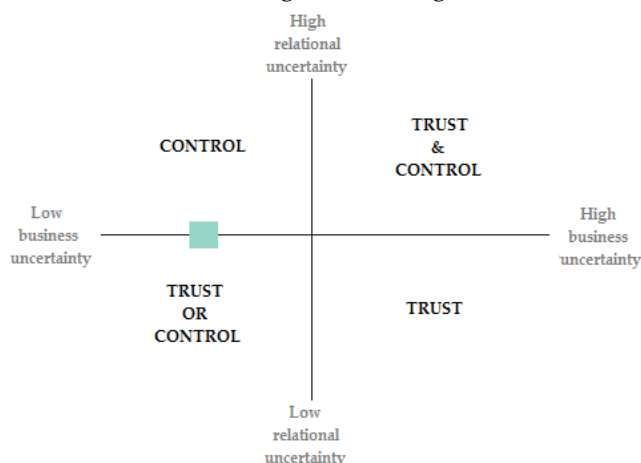 High
relational
uncertainty
TRUST
&
CONTROL
CONTROL
Low
business
uncertainty
High
business
uncertainty
TRUST
OR
CONTROL
TRUST
Low
relational
uncertainty